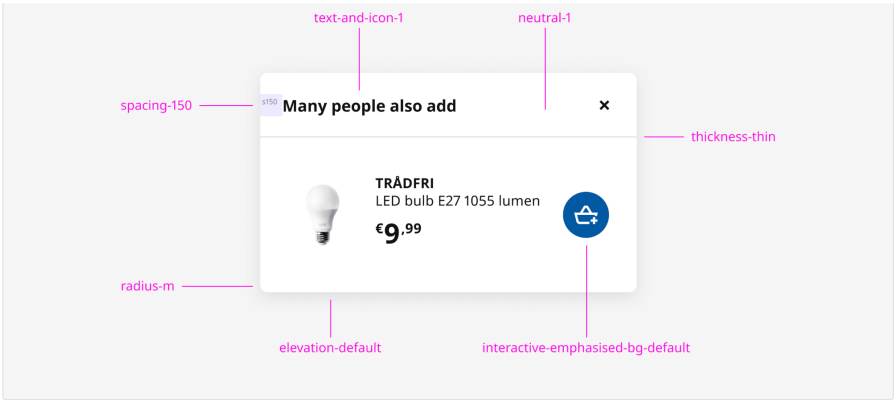 text-and-icon-1
neutral-1
spacing-150
s150
Many people also add
thickness-thin
TRÅDFRI
LED bulb E27 1055 lumen
€9,99
radius-m
elevation-default
interactive-emphasised-bg-default